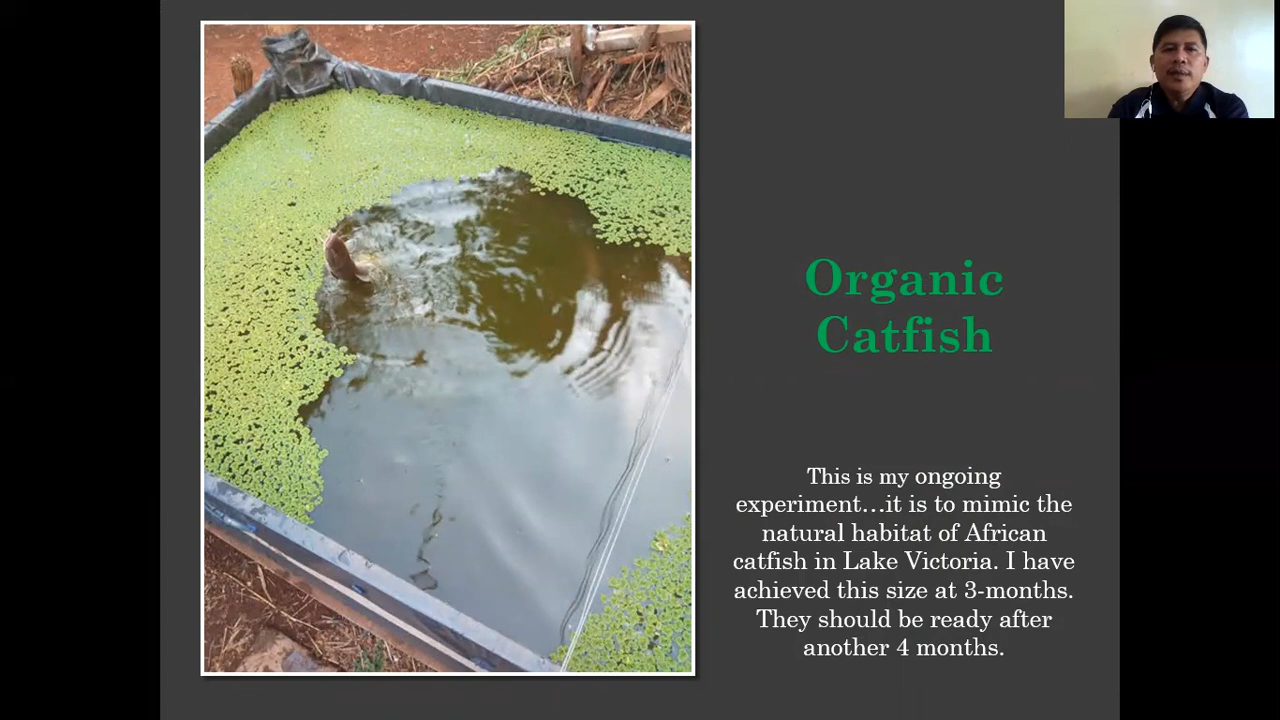 Organic
Catfish
This is my ongoing
experiment…it is to mimic the
natural habitat of African
catfish in Lake Victoria. I have
achieved this size at 3-months.
They should be ready after
another 4 months.